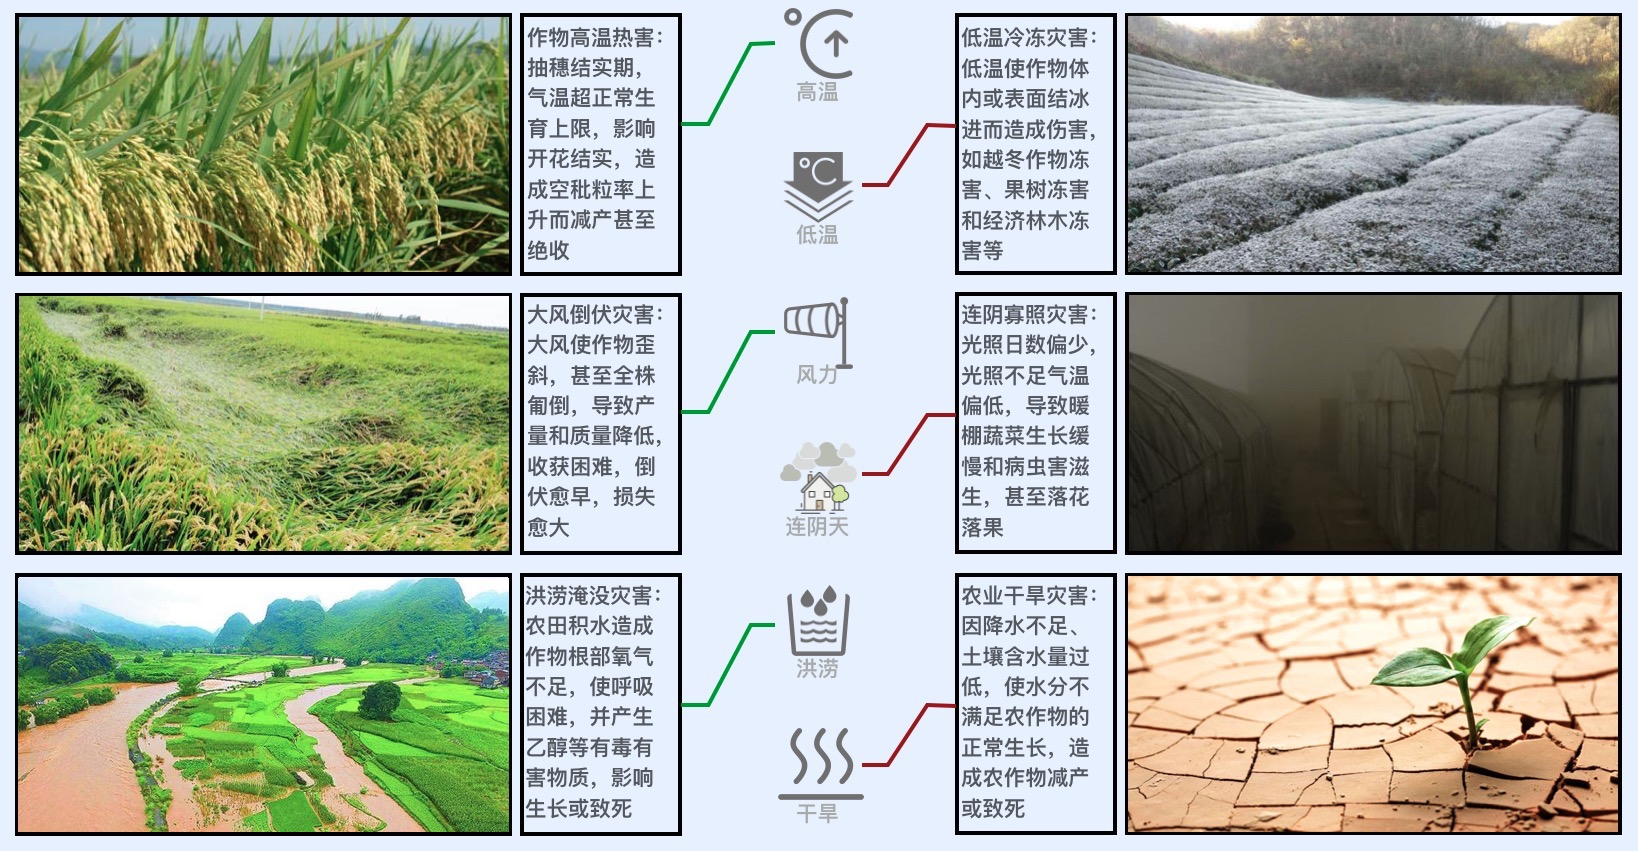 作物高温热害：
抽穗结实期，
气温超正常生
育上限，影响
开花结实，造
成空秕粒率上
升而减产甚至
绝收
高温
低温
低温冷冻灾害：
低温使作物体
内或表面结冰
进而造成伤害，
如越冬作物冻
害、果树冻害
和经济林木冻
害等
大风倒伏灾害：
大风使作物歪
斜，甚至全株
匍倒，导致产
量和质量降低，
收获困难，倒
伏愈早，损失
愈大
风力
连阴天
连阴寡照灾害：
光照日数偏少，
光照不足气温
偏低，导致暖
棚蔬菜生长缓
慢和病虫害滋
生，甚至落花
落果
洪涝淹没灾害：
农田积水造成
作物根部氧气
不足，使呼吸
困难，并产生
乙醇等有毒有
害物质，影响
生长或致死
洪涝
干旱
农业干旱灾害：
因降水不足、
土壤含水量过
低，使水分不
满足农作物的
正常生长，造
成农作物减产
或致死